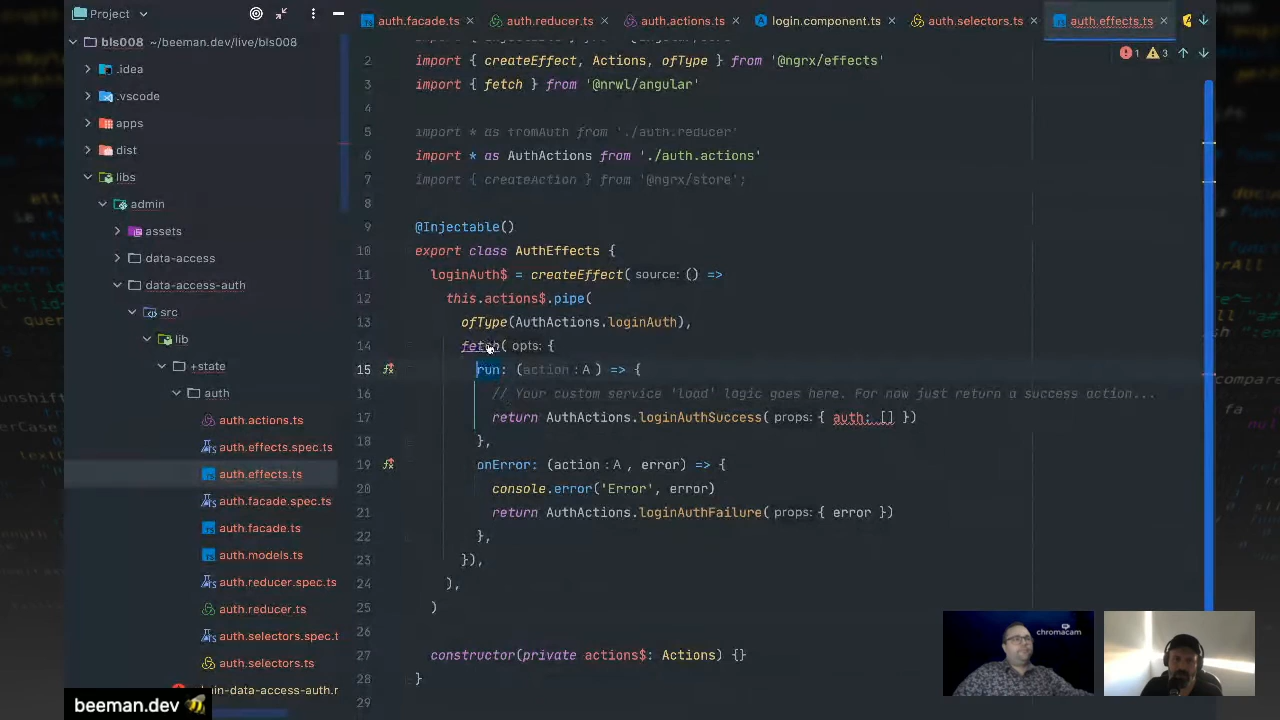 Project
auth.facade.ts
auth.reducer.ts
auth.actions.ts
login.component.ts
auth.selectors.ts
auth.effects.ts
bls008 ~/beeman.dev/live/bls008
.idea
.vscode
apps
dist
libs
admin
assets
data-access
data-access-auth
src
lib
+state
auth
auth.actions.ts
auth.effects.spec.ts
auth.effects.ts
auth.facade.spec.ts
auth.facade.ts
auth.models.ts
auth.reducer.spec.ts
auth.reducer.ts
auth.selectors.spec.t
auth.selectors.ts
in-data-access-auth.r
1 3
2 import { createEffect, Actions, ofType } from '@ngrx/effects'
3 import { fetch } from '@nrwl/angular'
4
5 import * as fromAuth from './auth.reducer'
6 import * as AuthActions from './auth.actions'
7 import { createAction } from '@ngrx/store';
8
9 @Injectable()
10 export class AuthEffects {
11 loginAuth$ = createEffect( source: () =>
12 this.actions$.pipe(
13 ofType(AuthActions.loginAuth),
14 fetch( opts: {
15 run: (action : A ) => {
16 // Your custom service 'load' logic goes here. For now just return a success action...
17 return AuthActions.loginAuthSuccess( props: { auth: [] })
18 },
19 onError: (action : A , error) => {
20 console.error('Error', error)
21 return AuthActions.loginAuthFailure( props: { error })
22 },
23 }),
24 ),
25 )
26
27 constructor(private actions$: Actions) {}
28 }
29
chromacam
beeman.dev